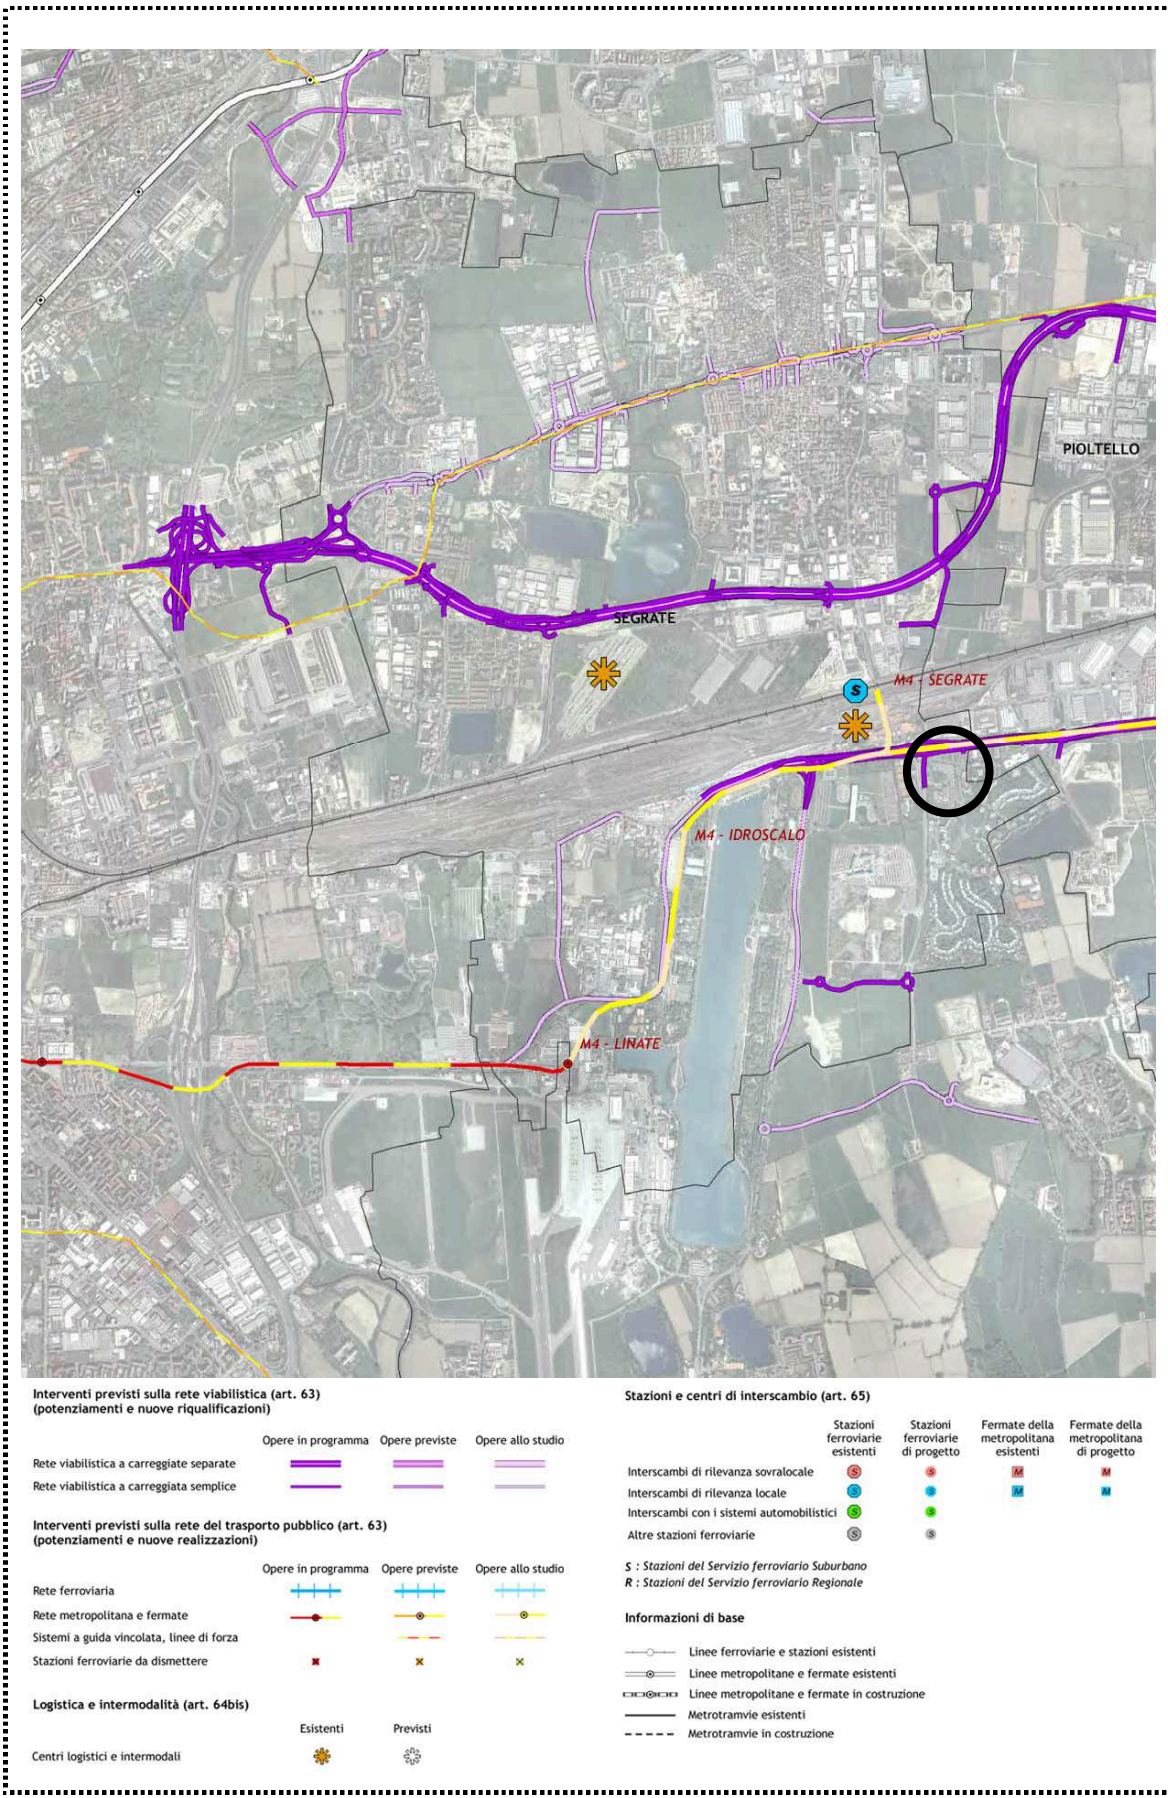 PIOLTELLO
SEGRATE
M4 - SEGRATE
M4 - IDROSCALO
M4 - LINATE
Interventi previsti sulla rete viabilistica (art. 63)
(potenziamenti e nuove riqualificazioni)
Opere in programma Opere previste Opere allo studio
Rete viabilistica a carreggiate separate
Rete viabilistica a carreggiata semplice
Interventi previsti sulla rete del trasporto pubblico (art. 63)
(potenziamenti e nuove realizzazioni)
Opere in programma Opere previste Opere allo studio
Rete ferroviaria
Rete metropolitana e fermate
Sistemi a guida vincolata, linee di forza
Stazioni ferroviarie da dismettere
Logistica e intermodalità (art. 64bis)
Esistenti Previsti
Centri logistici e intermodali
Stazioni e centri di interscambio (art. 65)
Stazioni ferroviarie esistenti
Stazioni ferroviarie di progetto
Fermate della metropolitana esistenti
Fermate della metropolitana di progetto
Interscambi di rilevanza sovralocale S S M M
Interscambi di rilevanza locale S S M M
Intercambi con i sistemi automobilistici S S
Altre stazioni ferroviarie S S
S : Stazioni del Servizio ferroviario Suburbano
R : Stazioni del Servizio ferroviario Regionale
Informazioni di base
Linee ferroviarie e stazioni esistenti
Linee metropolitane e fermate esistenti
Linee metropolitane e fermate in costruzione
Metrotramvie esistenti
Metrotramvie in costruzione
S